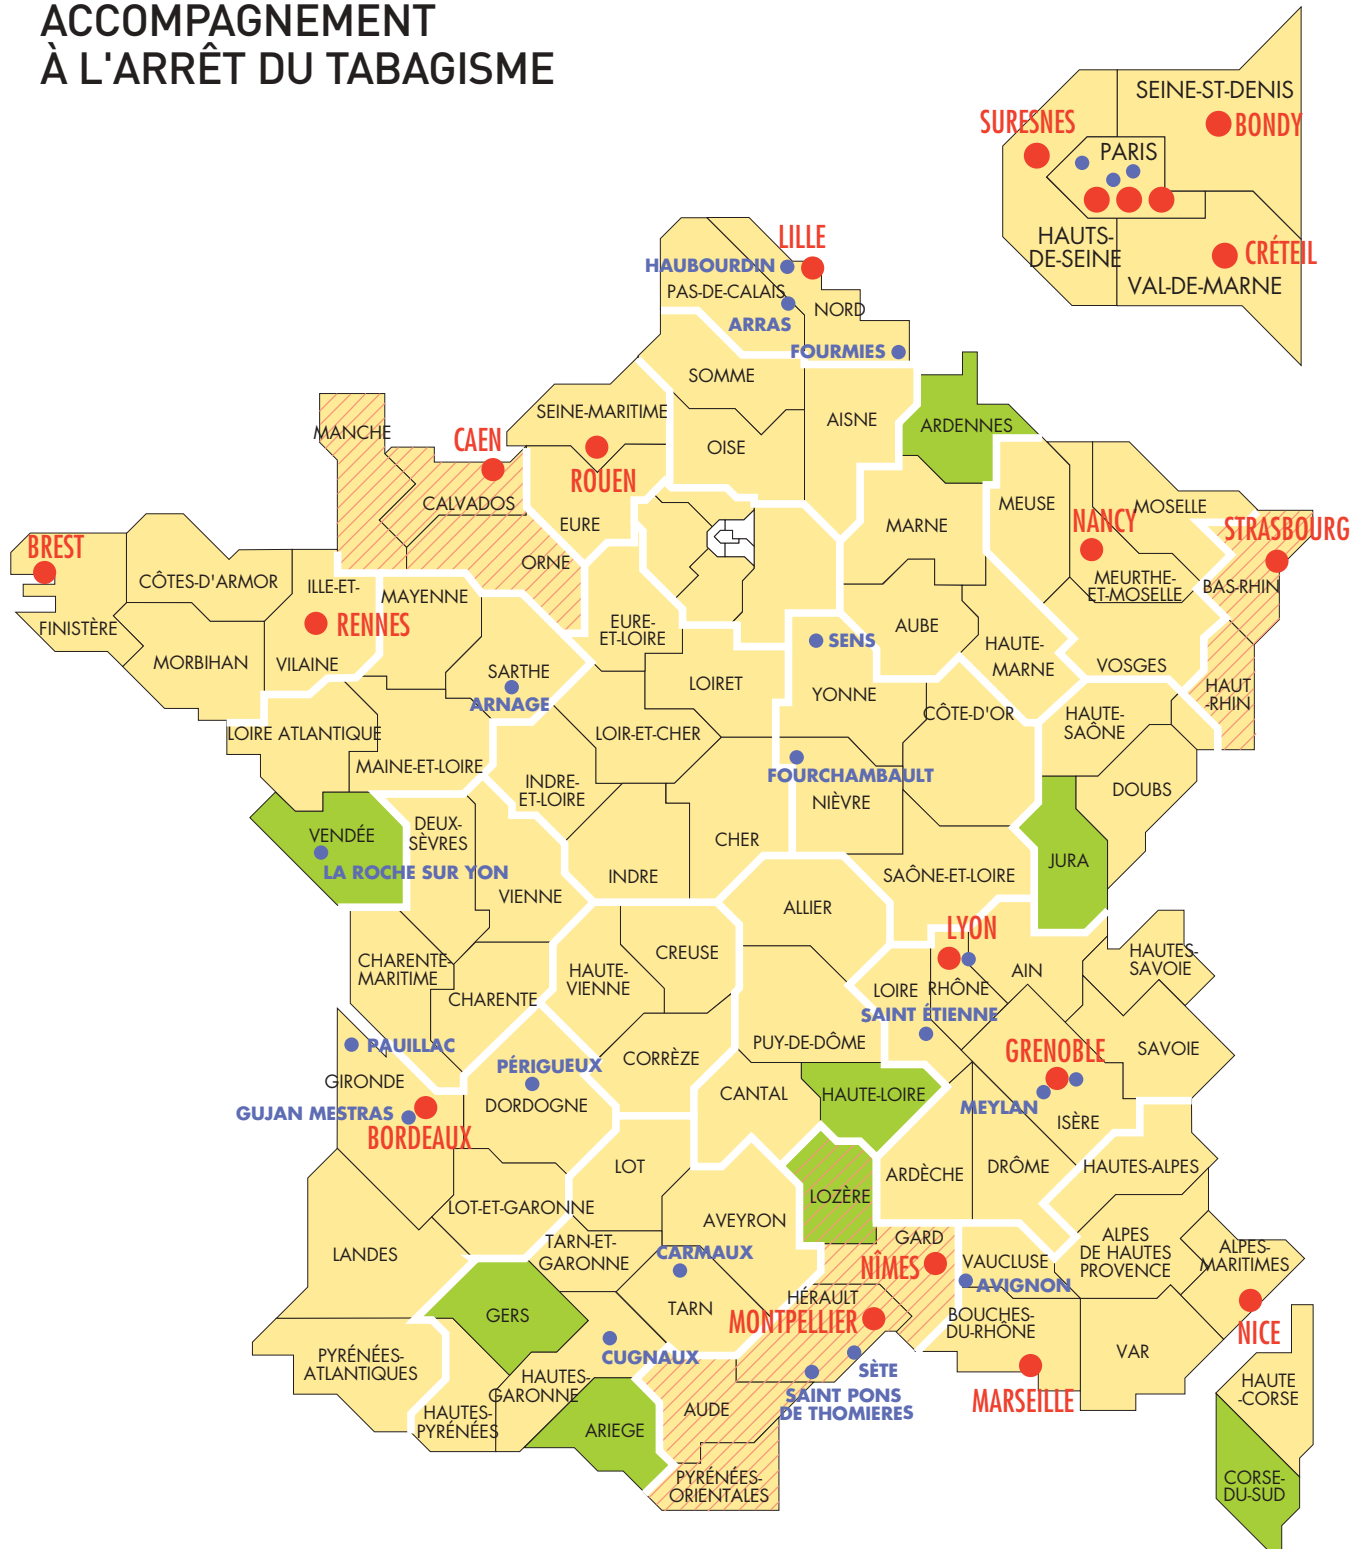 ACCOMPAGNEMENT
À L'ARRÊT DU TABAGISME
SEINE-ST-DENIS
SURESNES
BONDY
PARIS
HAUTS-
DE-SEINE
CRÉTEIL
VAL-DE-MARNE
LILLE
HAUBOURDIN
PAS-DE-CALAIS
NORD
ARRAS
FOURMIES
SOMME
SEINE-MARITIME
AISNE
ARDENNES
MANCHE
CAEN
OISE
ROUEN
CALVADOS
EURE
MARNE
MEUSE
MOSELLE
NANCY
STRASBOURG
BREST
ORNE
CÔTES-D'ARMOR
ILLE-ET-
MAYENNE
MEURTHE-
ET-MOSELLE
BAS-RHIN
FINISTÈRE
RENNES
EURE-
ET-LOIRE
SENS
AUBE
HAUTE-
MARNE
MORBIHAN
VILAINE
SARTHE
VOSGES
ARNAGE
LOIRET
YONNE
HAUT
-RHIN
CÔTE-D'OR
HAUTE-
SAÔNE
LOIRE ATLANTIQUE
LOIR-ET-CHER
MAINE-ET-LOIRE
INDRE-
ET-LOIRE
FOURCHAMBAULT
NIÈVRE
DOUBS
VENDÉE
DEUX-
SÈVRES
CHER
LA ROCHE SUR YON
JURA
INDRE
SAÔNE-ET-LOIRE
VIENNE
ALLIER
LYON
CHARENTE-
MARITIME
CREUSE
HAUTE-
VIENNE
HAUTES-
SAVOIE
AIN
LOIRE
RHÔNE
CHARENTE
SAINT ÉTIENNE
PAUILLAC
PUY-DE-DÔME
GRENOBLE
SAVOIE
PÉRIGUEUX
CORRÈZE
GIRONDE
DORDOGNE
CANTAL
HAUTE-LOIRE
MEYLAN
GUJAN MESTRAS
ISÈRE
BORDEAUX
LOT
ARDÈCHE
DRÔME
HAUTES-ALPES
LOZÈRE
LOT-ET-GARONNE
AVEYRON
GARD
LANDES
TARN-ET-
GARONNE
CARMAUX
NÎMES
VAUCLUSE
ALPES
DE HAUTES
PROVENCE
ALPES-
MARITIMES
AVIGNON
HÉRAULT
GERS
TARN
MONTPELLIER
BOUCHES-
DU-RHÔNE
NICE
CUGNAUX
VAR
PYRÉNÉES-
ATLANTIQUES
SÈTE
HAUTES-
GARONNE
SAINT PONS
DE THOMIERES
MARSEILLE
HAUTE
-CORSE
HAUTES-
PYRÉNÉES
AUDE
ARIEGE
PYRÉNÉES-
ORIENTALES
CORSE-
DU-SUD